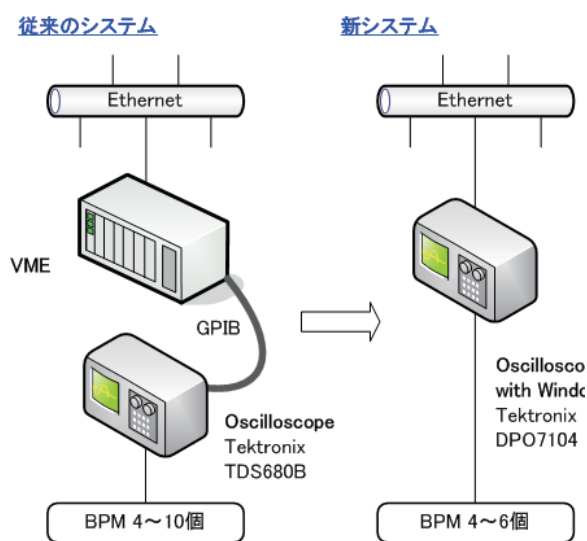 従来のシステム
新システム
Ethernet
Ethernet
VME
GPIB
Oscilloscope
Tektronix
TDS680B
with
Tektronix
DPO7104
BPM 4～10個
BPM 4～6個